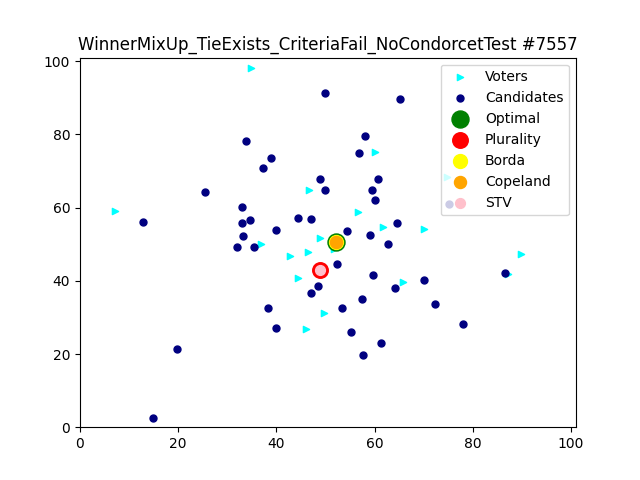 WinnerMixUp_TieExists_CriteriaFail_NoCondorcetTest #7557
100
80
60
40
20
0
0 20 40 60 80 100
Voters
Candidates
Optimal
Plurality
Borda
Copeland
STV